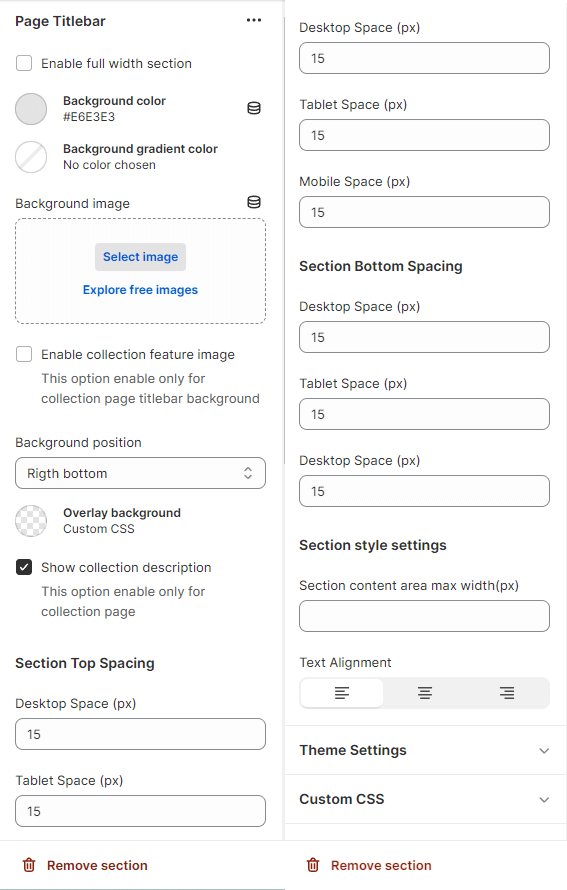 Page Titlebar
Enable full width section
Background color
#E6E3E3
Background gradient color
No color chosen
Background image
Select image
Explore free images
Enable collection feature image
This option enable only for
collection page titlebar background
Background position
Rigth bottom
Overlay background
Custom CSS
Show collection description
This option enable only for
collection page
Section Top Spacing
Desktop Space (px)
15
Tablet Space (px)
15
Remove section
Desktop Space (px)
15
Tablet Space (px)
15
Mobile Space (px)
15
Section Bottom Spacing
Desktop Space (px)
15
Tablet Space (px)
15
Desktop Space (px)
15
Section style settings
Section content area max width(px)
Text Alignment
Theme Settings
Custom CSS
Remove section